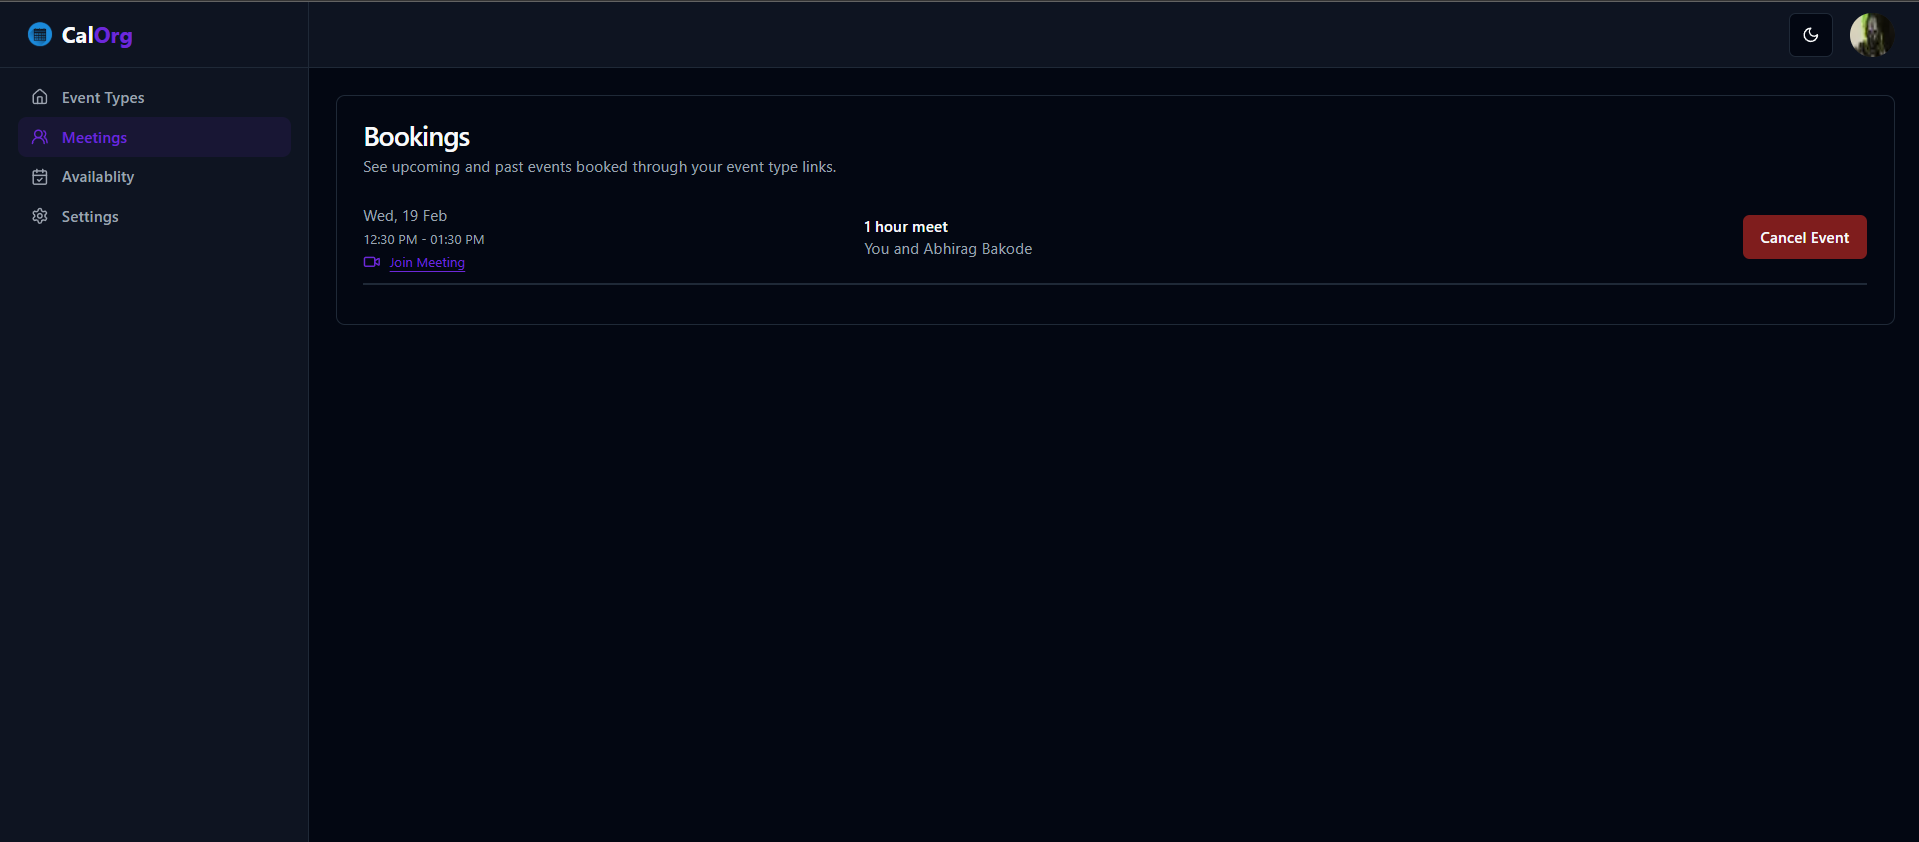 CalOrg
Event Types
Meetings
Availablity
Settings
Bookings
See upcoming and past events booked through your event type links.
Wed, 19 Feb
12:30 PM - 01:30 PM
Join Meeting
1 hour meet
You and Abhirag Bakode
Cancel Event